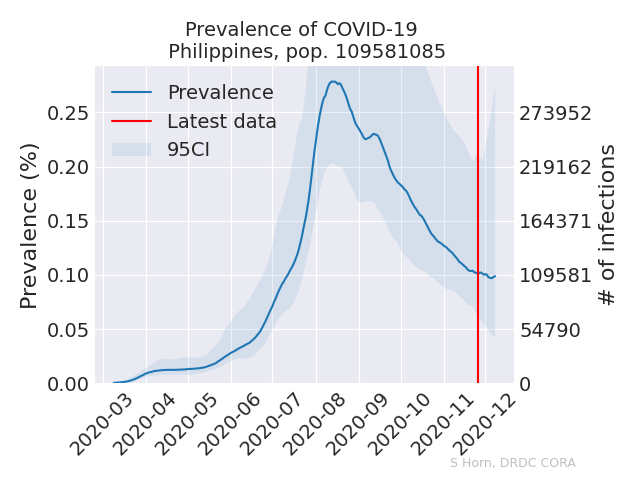 Prevalence of COVID-19
Philippines, pop. 109581085
Prevalence
Latest data
95CI
Prevalence (%)
0.25
0.20
0.15
0.10
0.05
0.00
273952
219162
164371
109581
54790
0
# of infections
2020-03
2020-04
2020-05
2020-06
2020-07
2020-08
2020-09
2020-10
2020-11
2020-12
S Horn, DRDC CORA